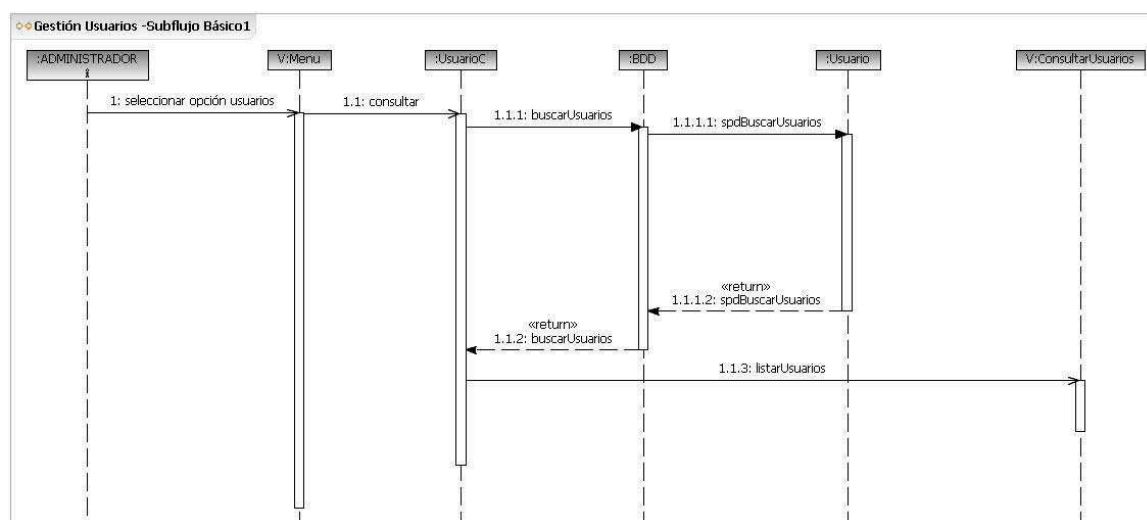 Gestión Usuarios -Subflujo Básico1
:ADMINISTRADOR
V:Menu
:UsuarioC
:BDD
:Usuario
V:ConsultarUsuarios
1: seleccionar opción usuarios
1.1: consultar
1.1.1: buscarUsuarios
1.1.1.1: spdBuscarUsuarios
«return»
1.1.1.2: spdBuscarUsuarios
«return»
1.1.2: buscarUsuarios
1.1.3: listarUsuarios